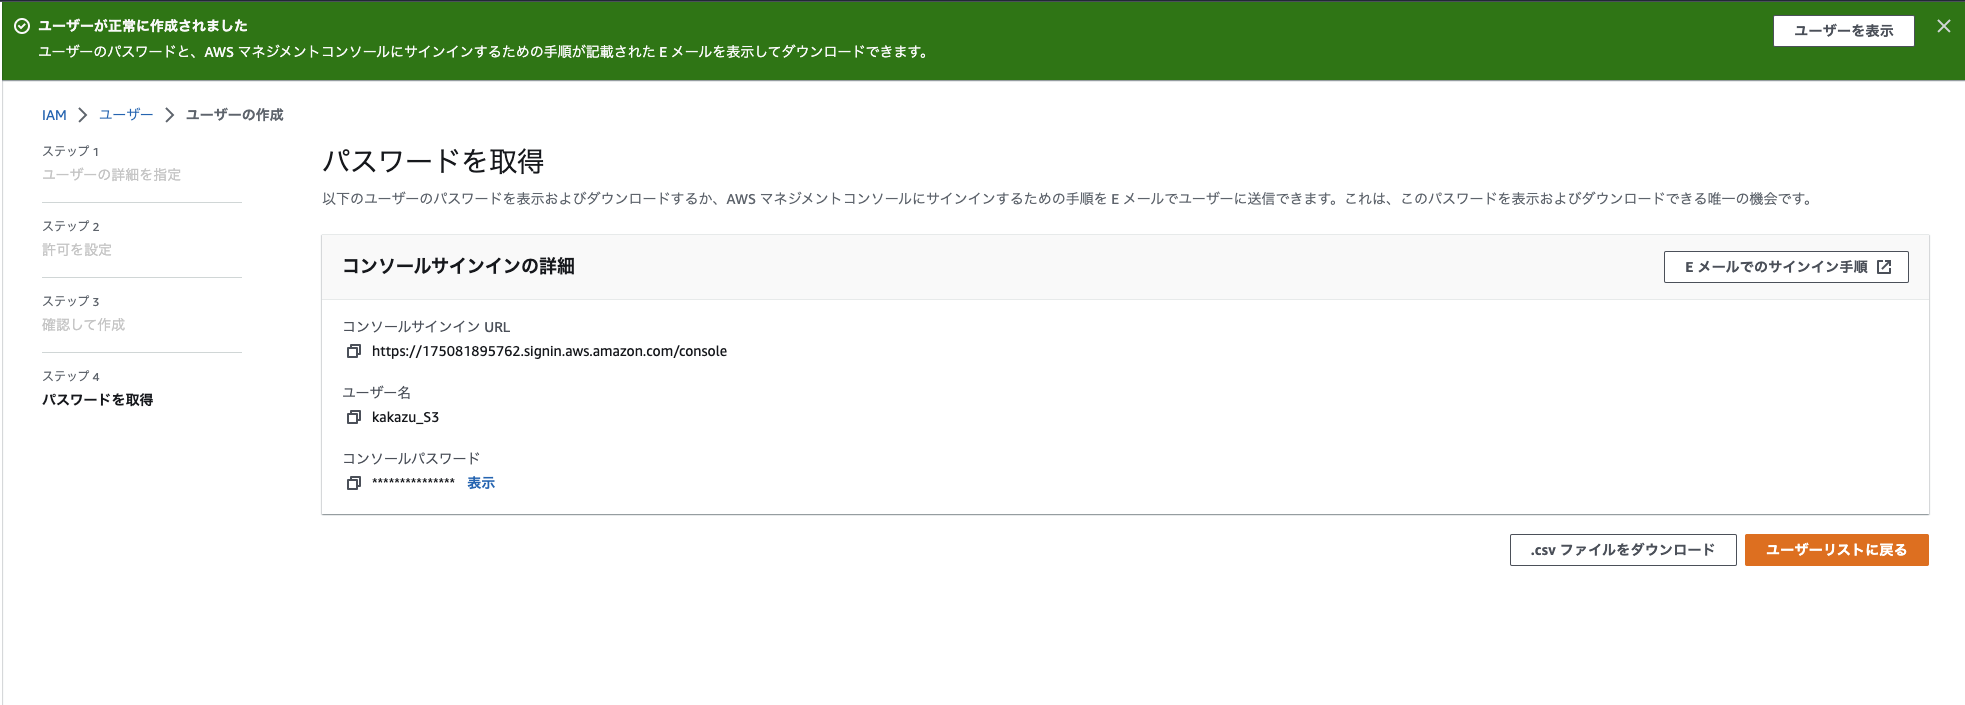 ユーザーが正常に作成されました
ユーザーのパスワードと、AWS マネジメントコンソールにサインインするための手順が記載された E メールを表示してダウンロードできます。
ユーザーを表示
IAM > ユーザー > ユーザーの作成
ステップ 1
ユーザーの詳細を指定
ステップ 2
許可を設定
ステップ 3
確認して作成
ステップ 4
パスワードを取得
パスワードを取得
以下のユーザーのパスワードを表示およびダウンロードするか、AWS マネジメントコンソールにサインインするための手順を E メールでユーザーに送信できます。これは、このパスワードを表示およびダウンロードできる唯一の機会です。
コンソールサインインの詳細
E メールでのサインイン手順
コンソールサインイン URL
https://175081895762.signin.aws.amazon.com/console
ユーザー名
kakazu_S3
コンソールパスワード
*************** 表示
.csv ファイルをダウンロード
ユーザーリストに戻る